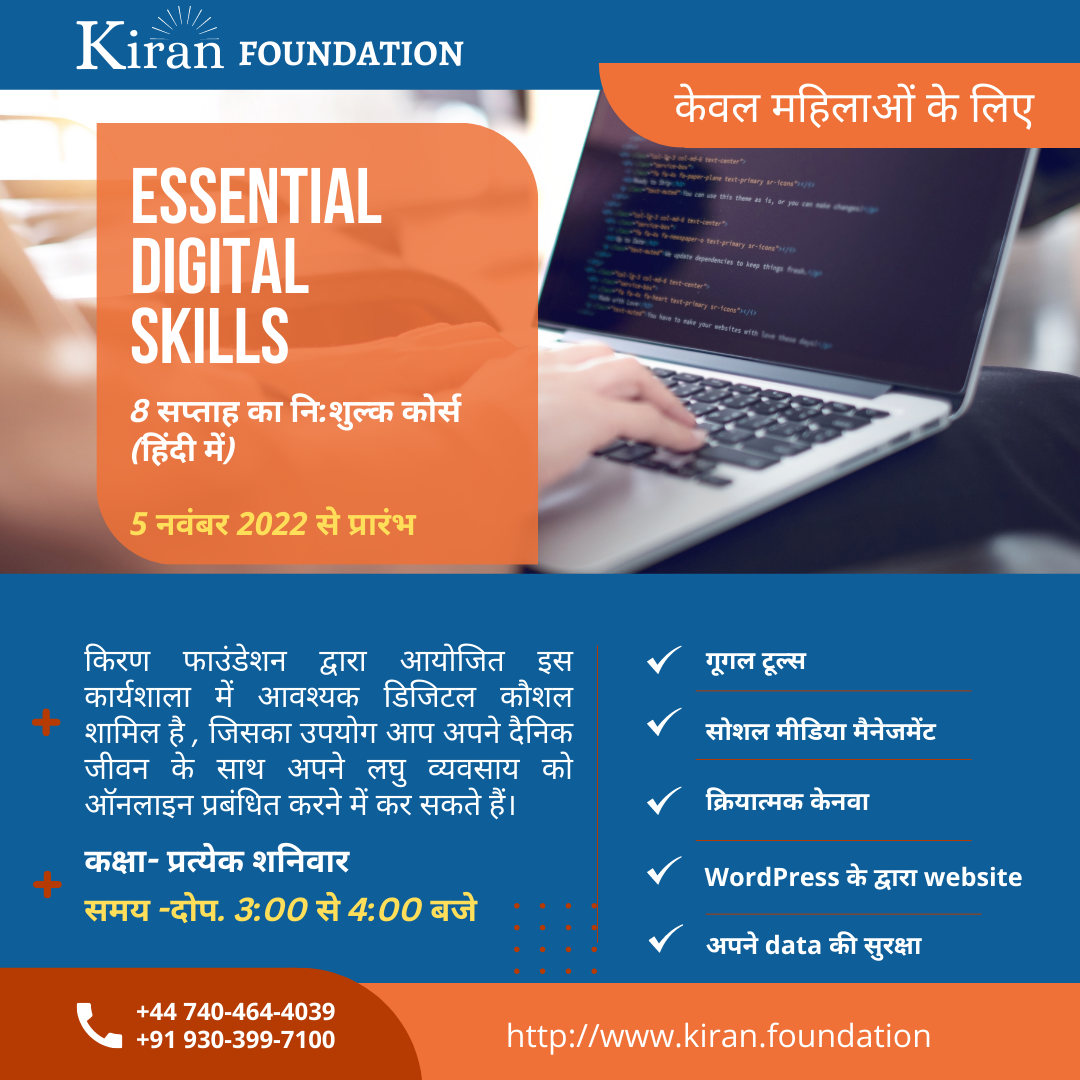 Kiran FOUNDATION
केवल महिलाओं के लिए
ESSENTIAL
DIGITAL
SKILLS
8 सप्ताह का नि:शुल्क कोर्स
(हिंदी में)
5 नवंबर 2022 से प्रारंभ
किरण फाउंडेशन द्वारा आयोजित इस
कार्यशाला में आवश्यक डिजिटल कौशल
शामिल है , जिसका उपयोग आप अपने दैनिक
जीवन के साथ अपने लघु व्यवसाय को
ऑनलाइन प्रबंधित करने में कर सकते हैं।
कक्षा- प्रत्येक शनिवार
समय -दोप. 3:00 से 4:00 बजे
गूगल टूल्स
सोशल मीडिया मैनेजमेंट
क्रियात्मक केनवा
WordPress के द्वारा website
अपने data की सुरक्षा
+44 740-464-4039
+91 930-399-7100
http://www.kiran.foundation